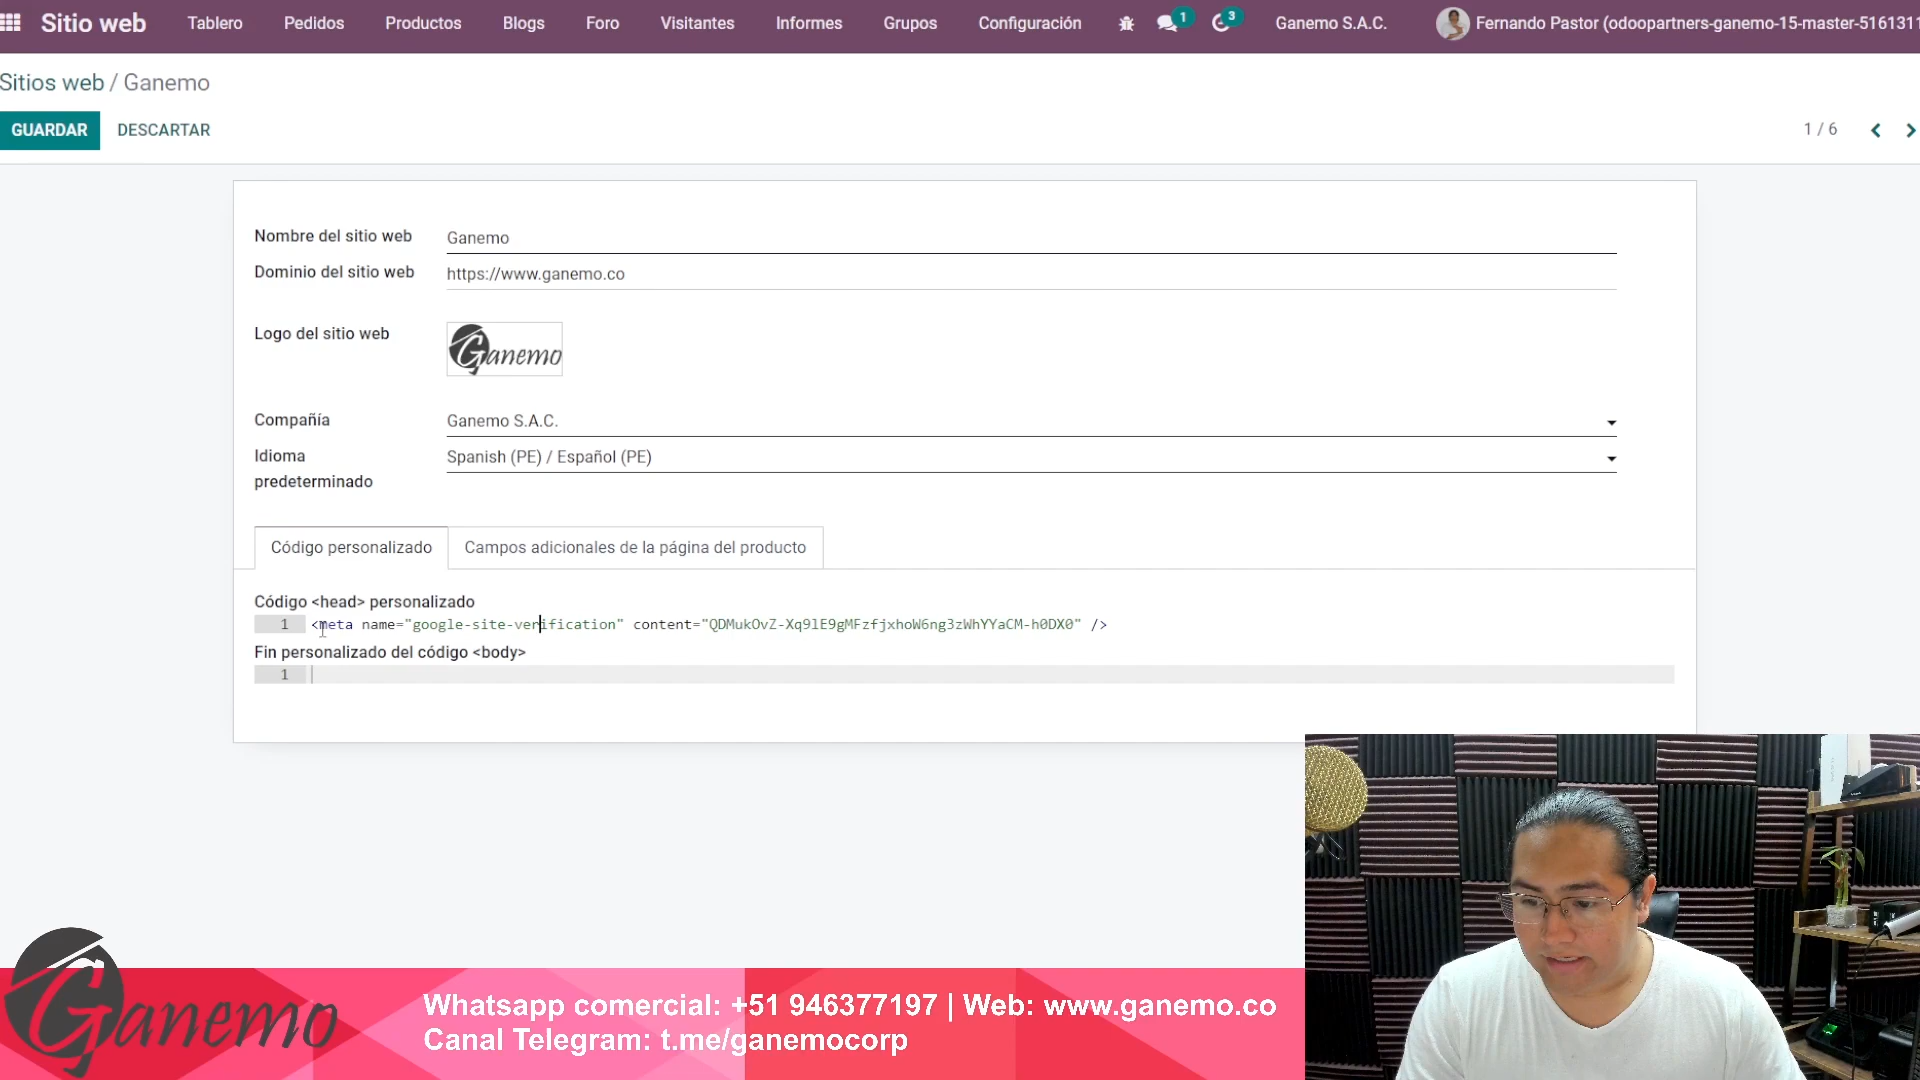 Sitio web Tablero Pedidos Productos Blogs Foro Visitantes Informes Grupos Configuración 1 3 Ganemo S.A.C. Fernando Pastor (odoopartners-ganemo-15-master-5161311
Sitios web / Ganemo
GUARDAR DESCARTAR 1 / 6
Nombre del sitio web Ganemo
Dominio del sitio web https://www.ganemo.co
Logo del sitio web Ganemo
Compañía Ganemo S.A.C.
Idioma predeterminado Spanish (PE) / Español (PE)
Código personalizado Campos adicionales de la página del producto
Código <head> personalizado
1 <meta name="google-site-verification" content="QDMukOvZ-Xq9lE9gMFzfjxhoW6ng3zWhYYaCM-h0DX0" />
Fin personalizado del código <body>
1
Ganemo
Whatsapp comercial: +51 946377197 | Web: www.ganemo.co
Canal Telegram: t.me/ganemocorp